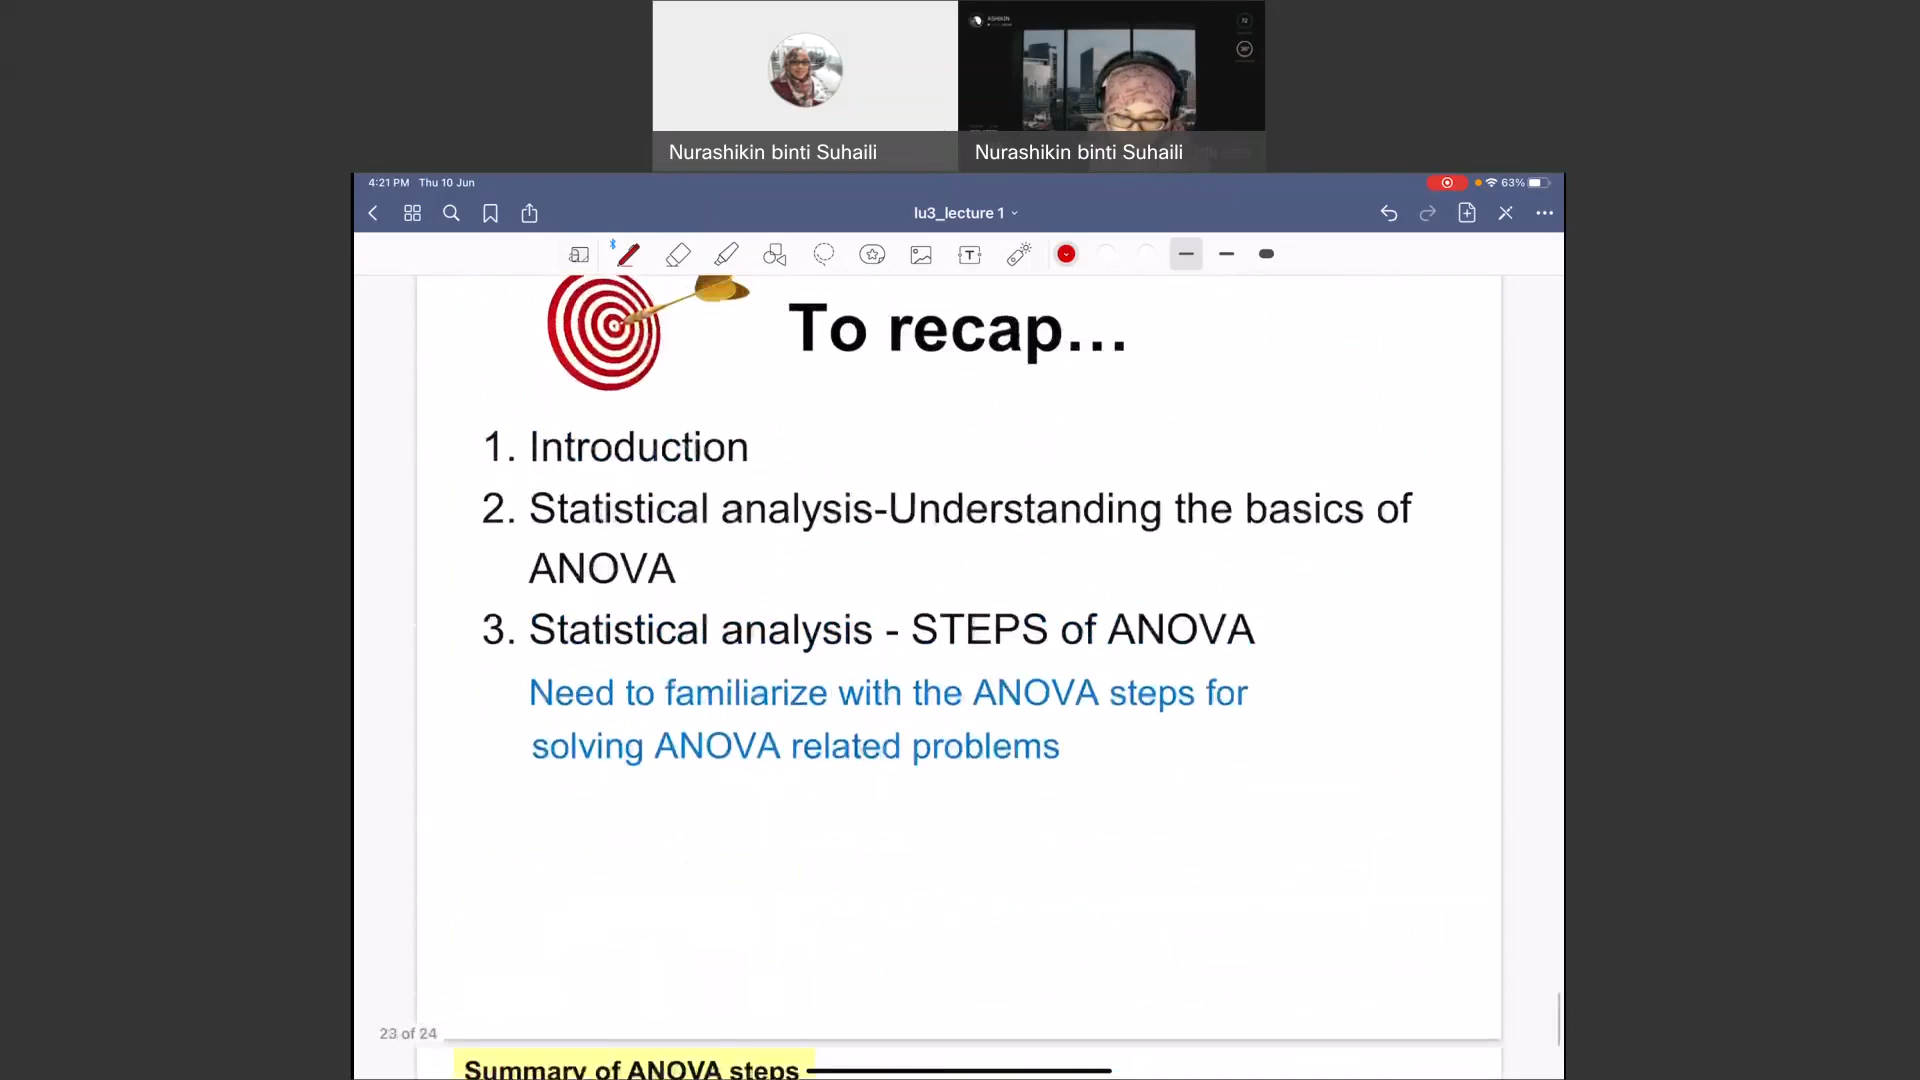 ASHIKIN
72
Nurashikin binti Suhaili
Nurashikin binti Suhaili
4:21 PM Thu 10 Jun
63%
lu3_lecture 1
To recap...
1. Introduction
2. Statistical analysis-Understanding the basics of
ANOVA
3. Statistical analysis - STEPS of ANOVA
Need to familiarize with the ANOVA steps for
solving ANOVA related problems
23 of 24
Summary of ANOVA steps